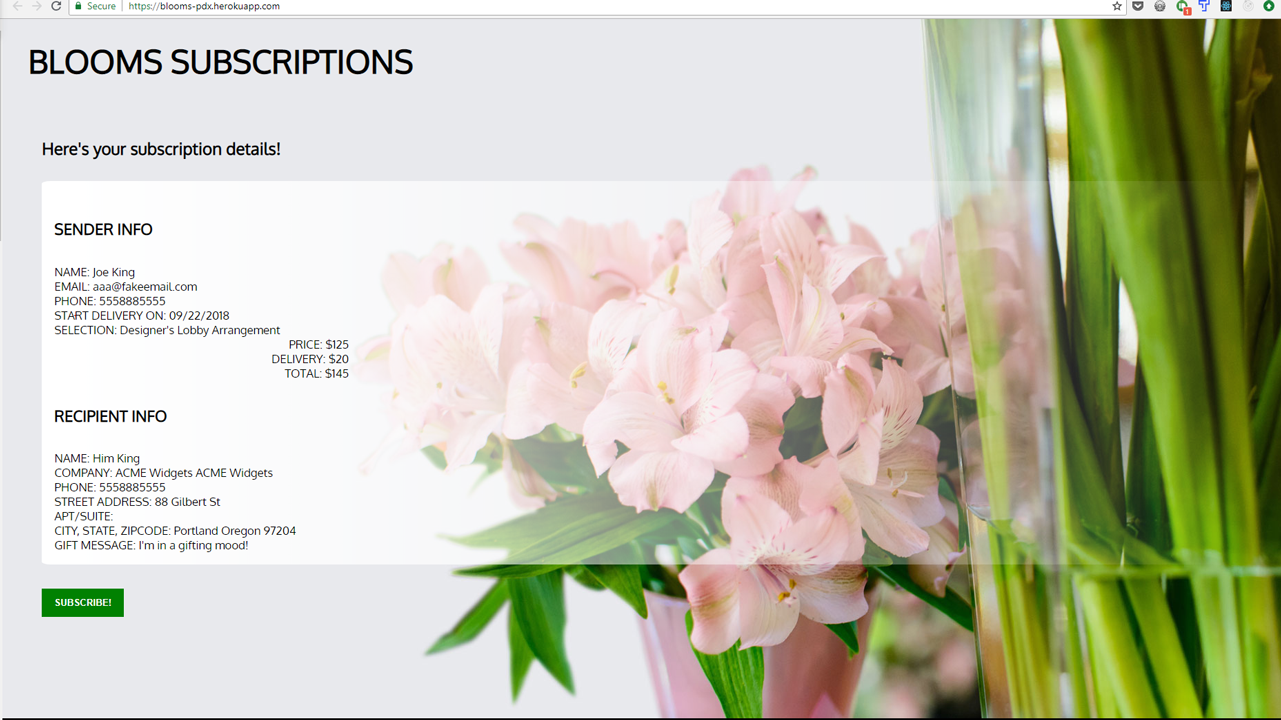 Secure https://blooms-pdx.herokuapp.com
BLOOMS SUBSCRIPTIONS
Here's your subscription details!
SENDER INFO
NAME: Joe King
EMAIL: aaa@fakeemail.com
PHONE: 5558885555
START DELIVERY ON: 09/22/2018
SELECTION: Designer's Lobby Arrangement
PRICE: $125
DELIVERY: $20
TOTAL: $145
RECIPIENT INFO
NAME: Him King
COMPANY: ACME Widgets ACME Widgets
PHONE: 5558885555
STREET ADDRESS: 88 Gilbert St
APT/SUITE:
CITY, STATE, ZIPCODE: Portland Oregon 97204
GIFT MESSAGE: I'm in a gifting mood!
SUBSCRIBE!